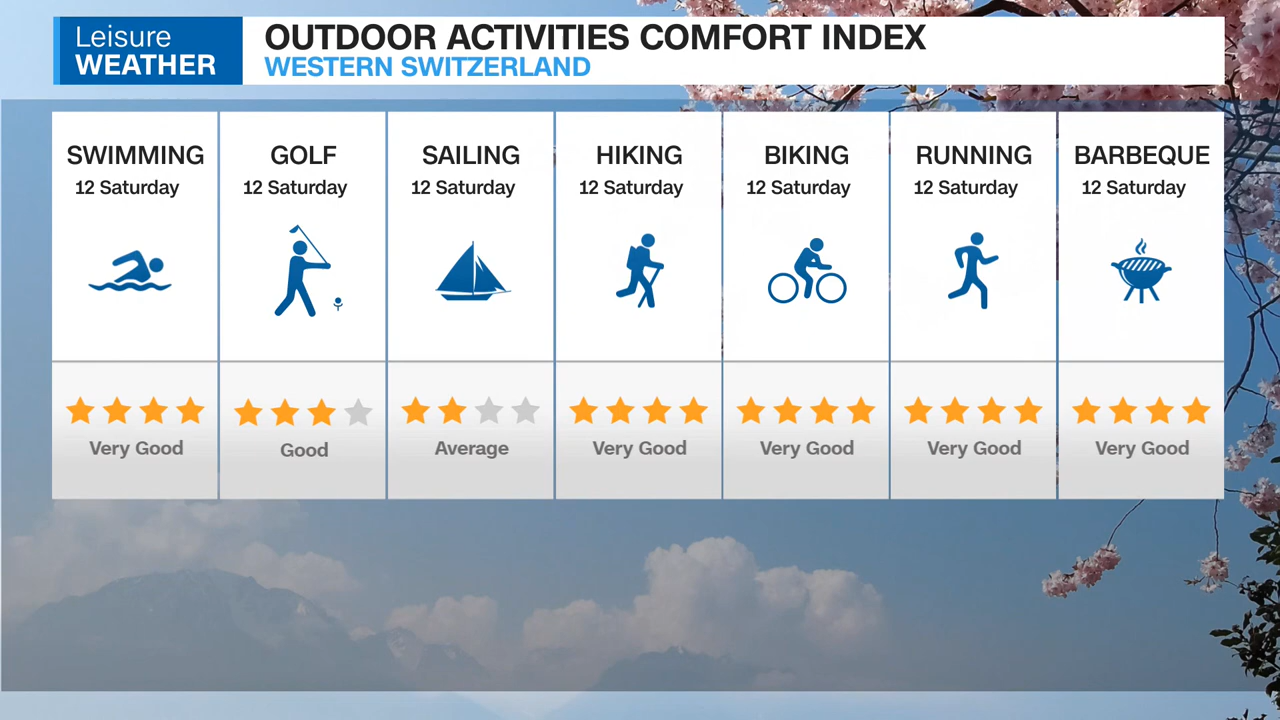 Leisure
WEATHER
OUTDOOR ACTIVITIES COMFORT INDEX
WESTERN SWITZERLAND
SWIMMING
12 Saturday
Very Good
GOLF
12 Saturday
Good
SAILING
12 Saturday
Average
HIKING
12 Saturday
Very Good
BIKING
12 Saturday
Very Good
RUNNING
12 Saturday
Very Good
BARBEQUE
12 Saturday
Very Good